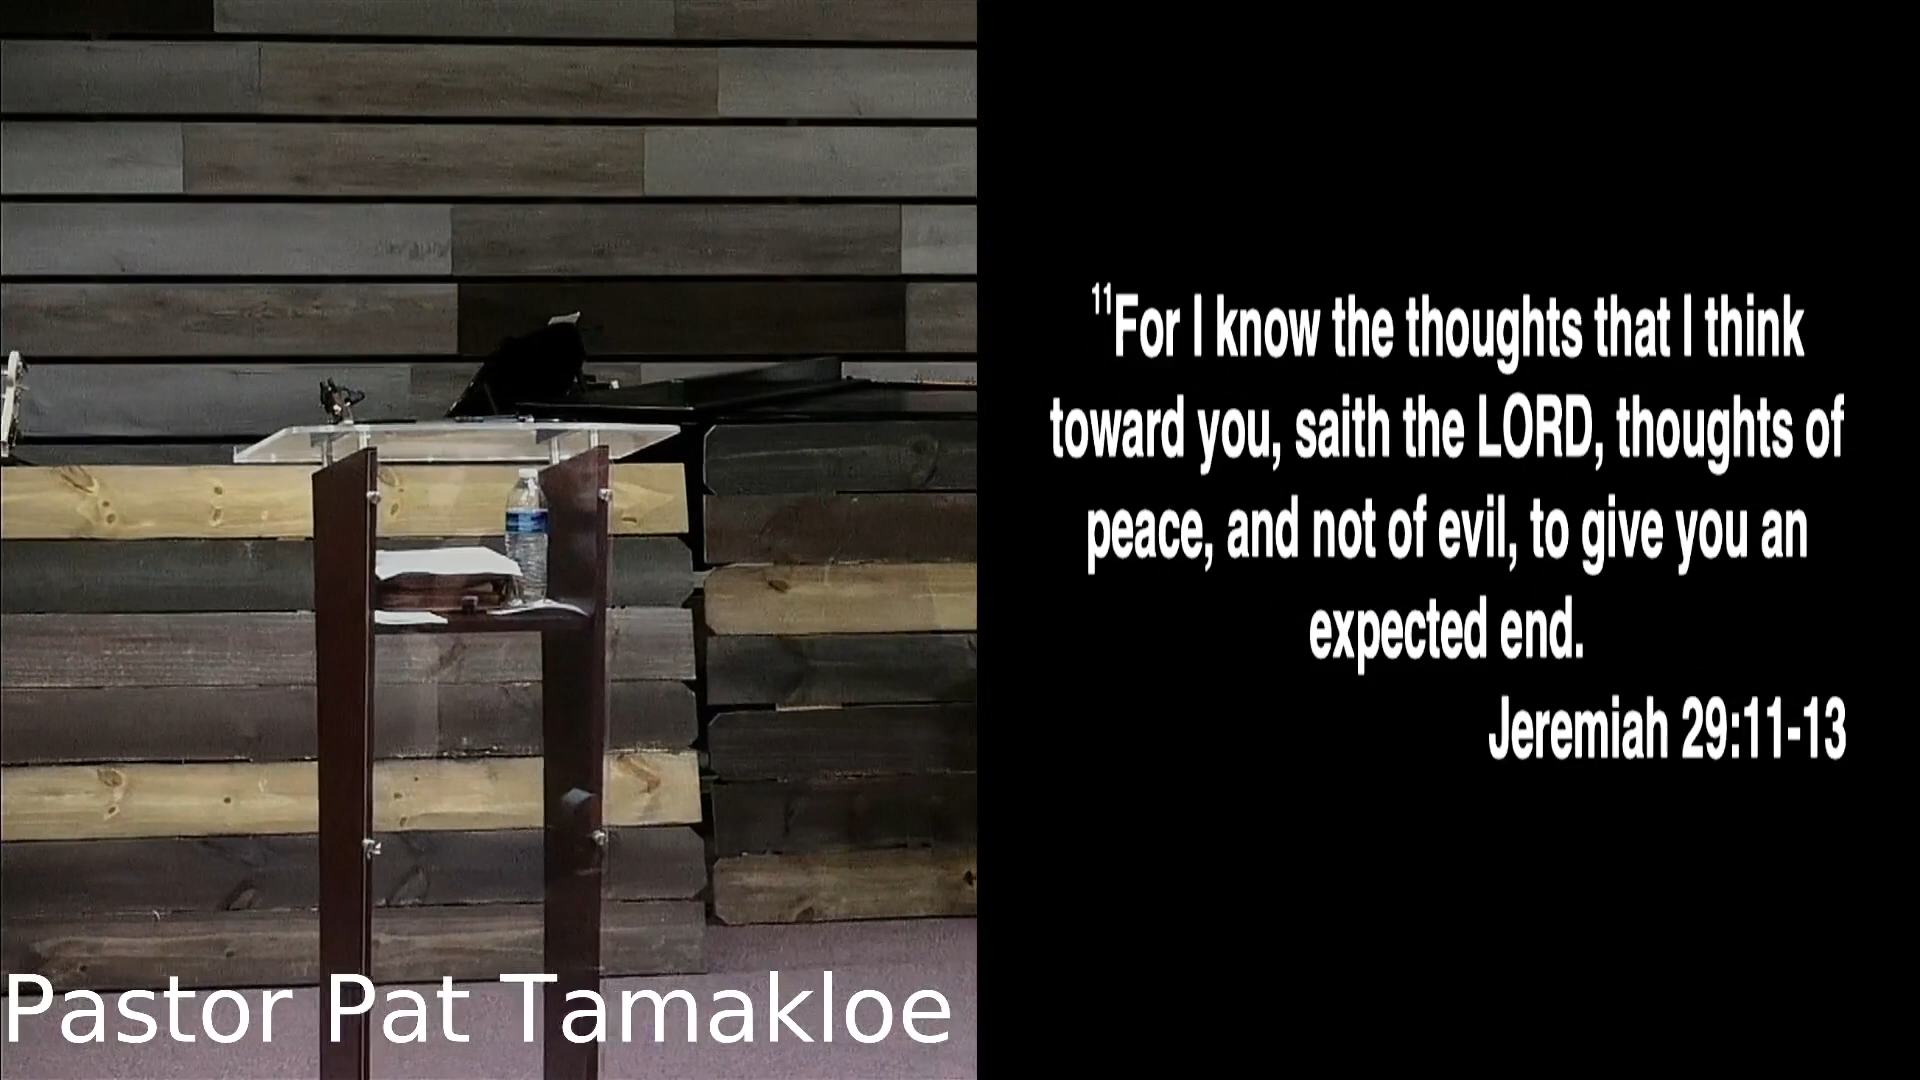 ¹¹For I know the thoughts that I think
toward you, saith the LORD, thoughts of
peace, and not of evil, to give you an
expected end.
Jeremiah 29:11-13
Pastor Pat Tamakloe